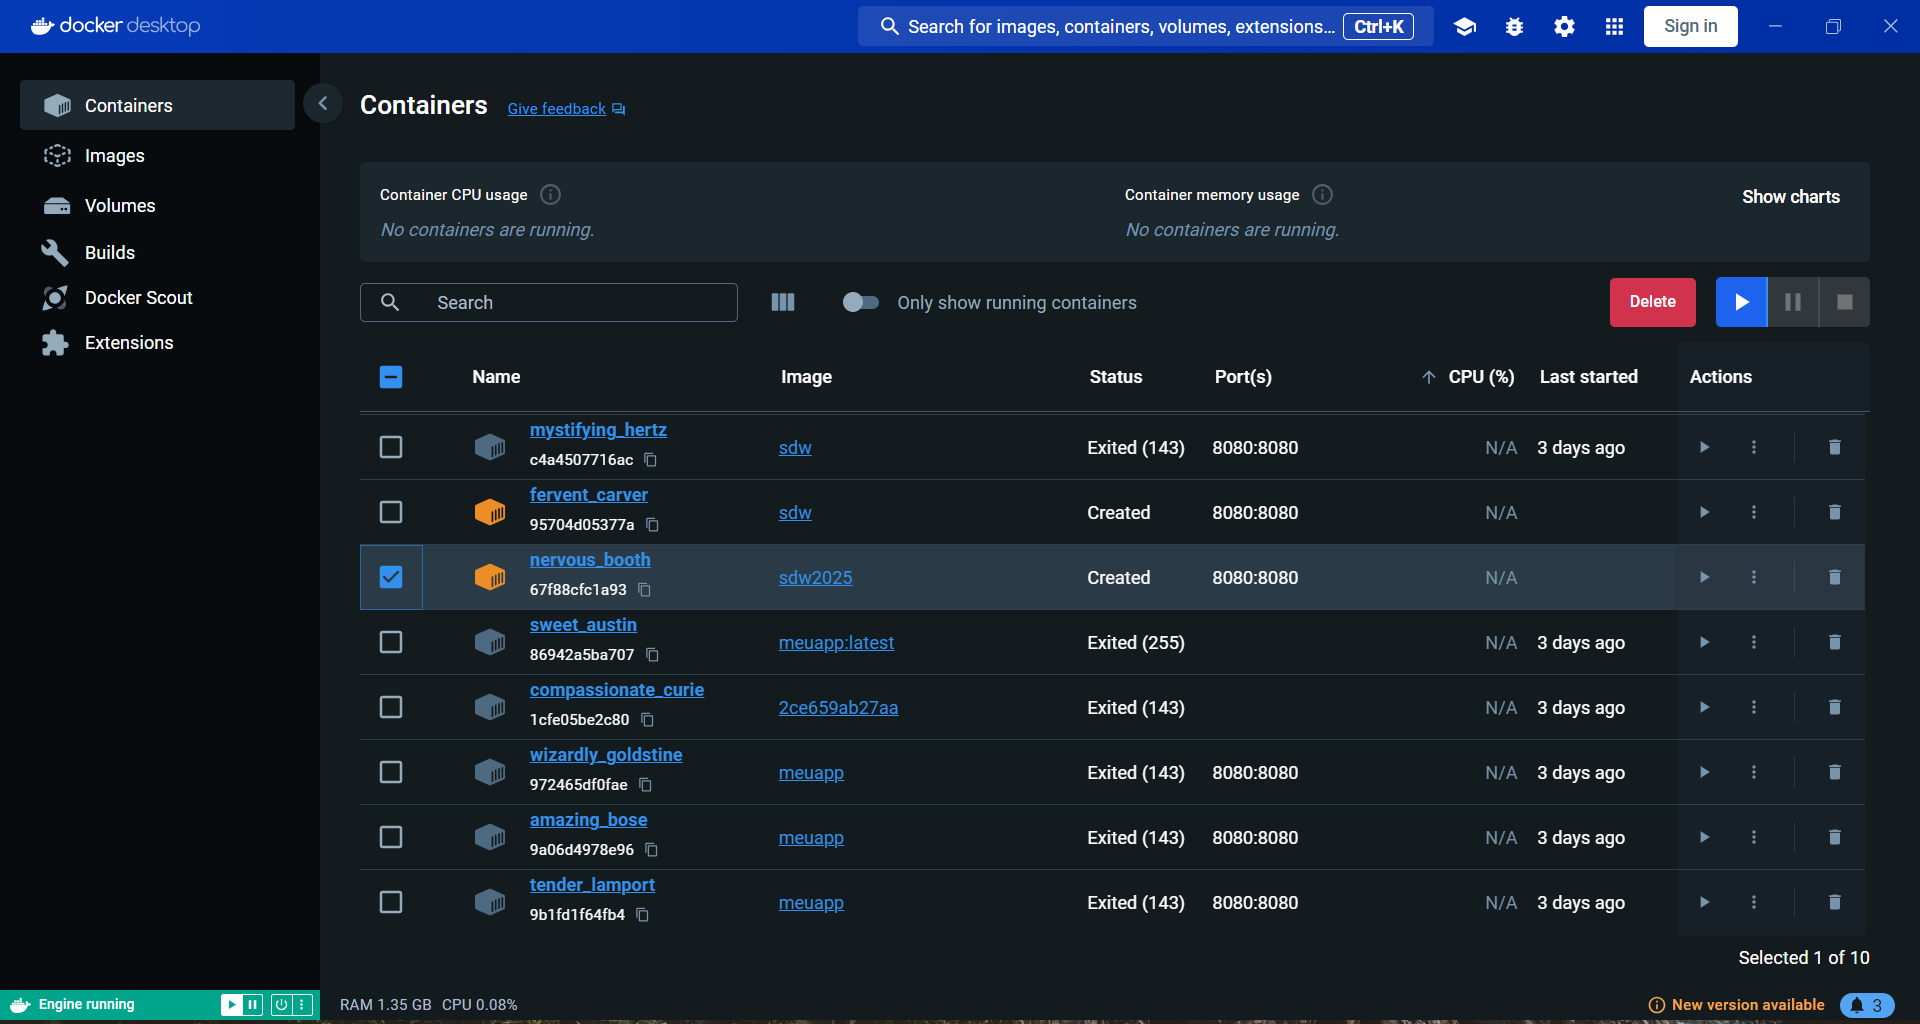 docker desktop
Search for images, containers, volumes, extensions... Ctrl+K
Sign in
Containers
Images
Volumes
Builds
Docker Scout
Extensions
Containers Give feedback
Container CPU usage
No containers are running.
Container memory usage
No containers are running.
Show charts
Search
Only show running containers
Delete
Name Image Status Port(s) CPU (%) Last started Actions
mystifying_hertz
c4a4507716ac
sdw Exited (143) 8080:8080 N/A 3 days ago
fervent_carver
95704d05377a
sdw Created 8080:8080 N/A
nervous_booth
67f88cfc1a93
sdw2025 Created 8080:8080 N/A
sweet_austin
86942a5ba707
meuapp:latest Exited (255) N/A 3 days ago
compassionate_curie
1cfe05be2c80
2ce659ab27aa Exited (143) N/A 3 days ago
wizardly_goldstine
972465df0fae
meuapp Exited (143) 8080:8080 N/A 3 days ago
amazing_bose
9a06d4978e96
meuapp Exited (143) 8080:8080 N/A 3 days ago
tender_lamport
9b1fd1f64fb4
meuapp Exited (143) 8080:8080 N/A 3 days ago
Selected 1 of 10
Engine running
RAM 1.35 GB CPU 0.08%
New version available
3